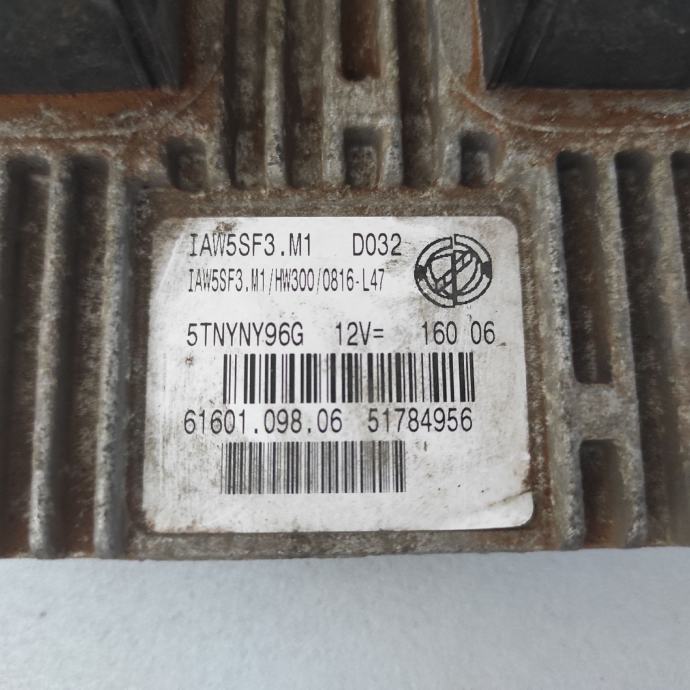 IAW5SF3.M1 D032
IAW5SF3.M1/HW300/0816-L47
5TNYNY96G 12V= 160 06
61601.098.06 51784956